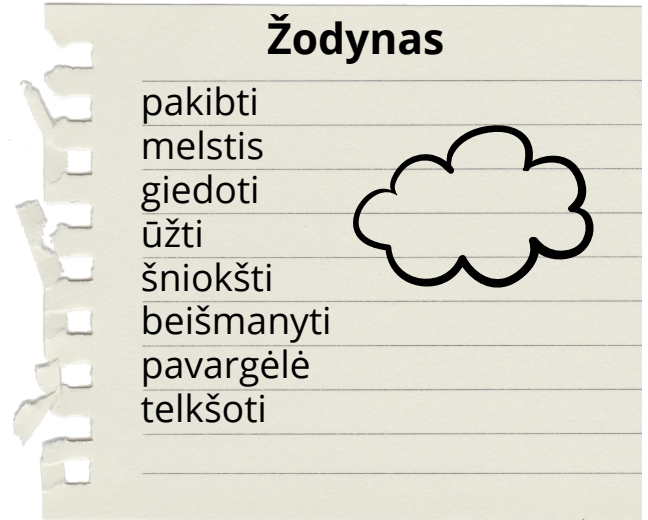 Žodynas
pakibti
melstis
giedoti
ūžti
šniokšti
beišmanyti
pavargėlė
telkšoti